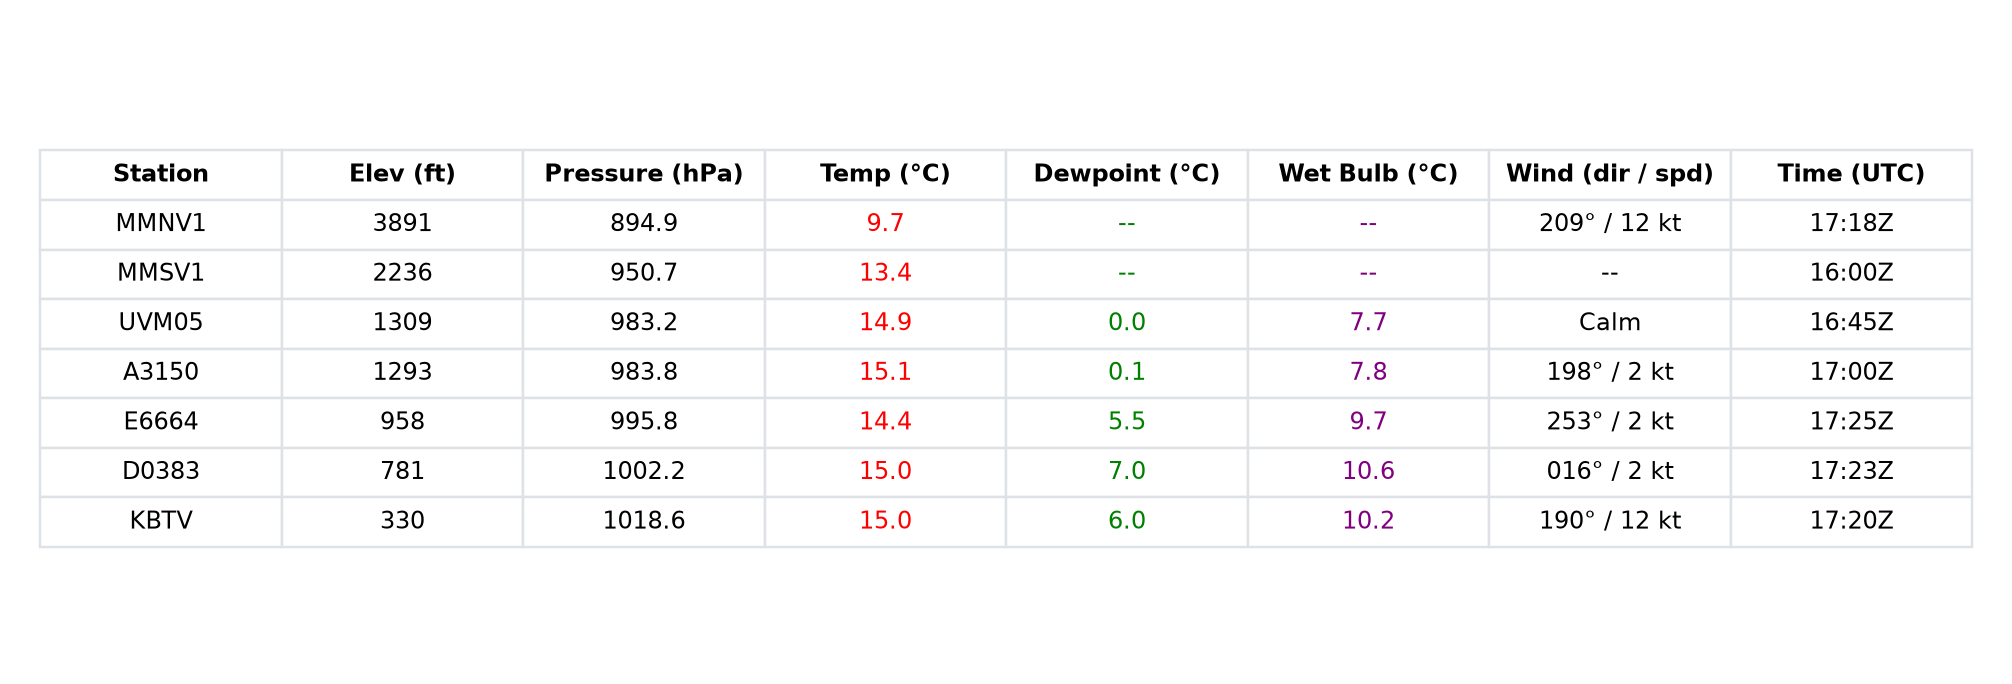 Station Elev (ft) Pressure (hPa) Temp (°C) Dewpoint (°C) Wet Bulb (°C) Wind (dir / spd) Time (UTC)
MMNV1 3891 894.9 9.7 -- -- 209° / 12 kt 17:18Z
MMSV1 2236 950.7 13.4 -- -- -- 16:00Z
UVM05 1309 983.2 14.9 0.0 7.7 Calm 16:45Z
A3150 1293 983.8 15.1 0.1 7.8 198° / 2 kt 17:00Z
E6664 958 995.8 14.4 5.5 9.7 253° / 2 kt 17:25Z
D0383 781 1002.2 15.0 7.0 10.6 016° / 2 kt 17:23Z
KBTV 330 1018.6 15.0 6.0 10.2 190° / 12 kt 17:20Z